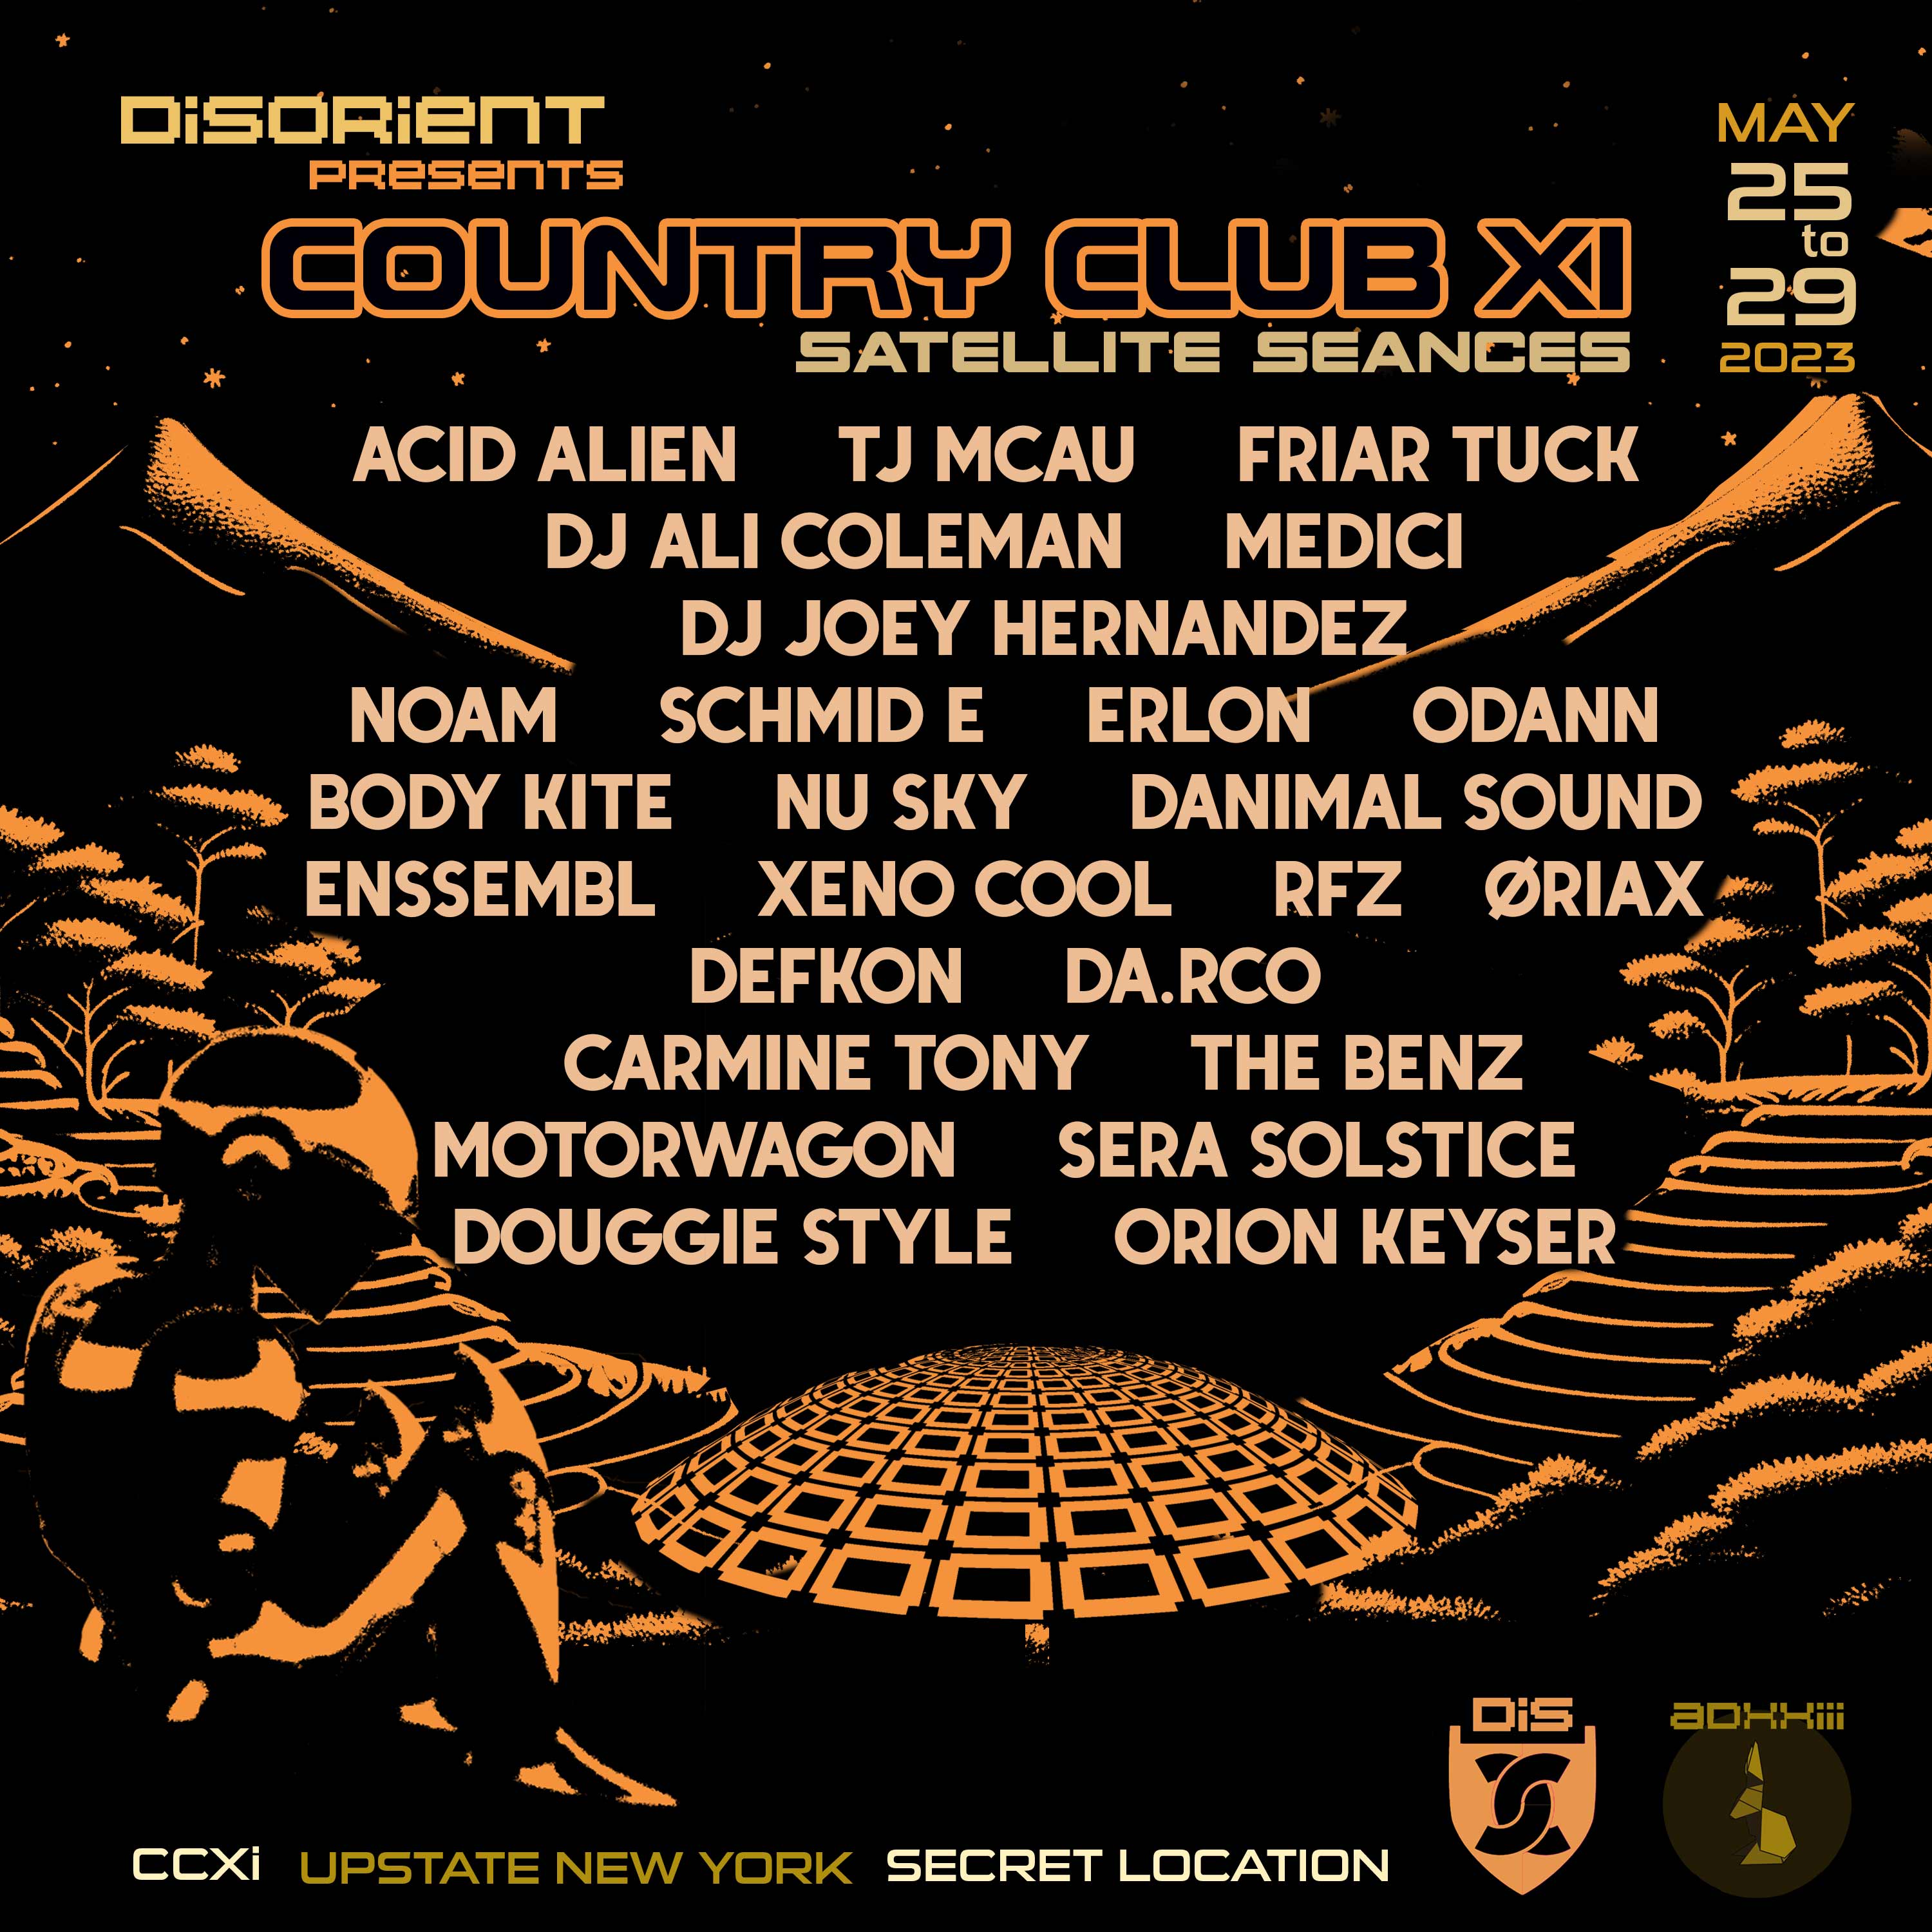 DiSORiENT
PRESENTS
COUNTRY CLUB XI
SATELLITE SEANCES
MAY
25
to
29
2023
ACID ALIEN TJ MCAU FRIAR TUCK
DJ ALI COLEMAN MEDICI
DJ JOEY HERNANDEZ
NOAM SCHMID E ERLON ODANN
BODY KITE NU SKY DANIMAL SOUND
ENSSEMBL XENO COOL RFZ ØRIAX
DEFKON DA.RCO
CARMINE TONY THE BENZ
MOTORWAGON SERA SOLSTICE
DOUGGIE STYLE ORION KEYSER
DiS
aDXXiii
CCXi UPSTATE NEW YORK SECRET LOCATION